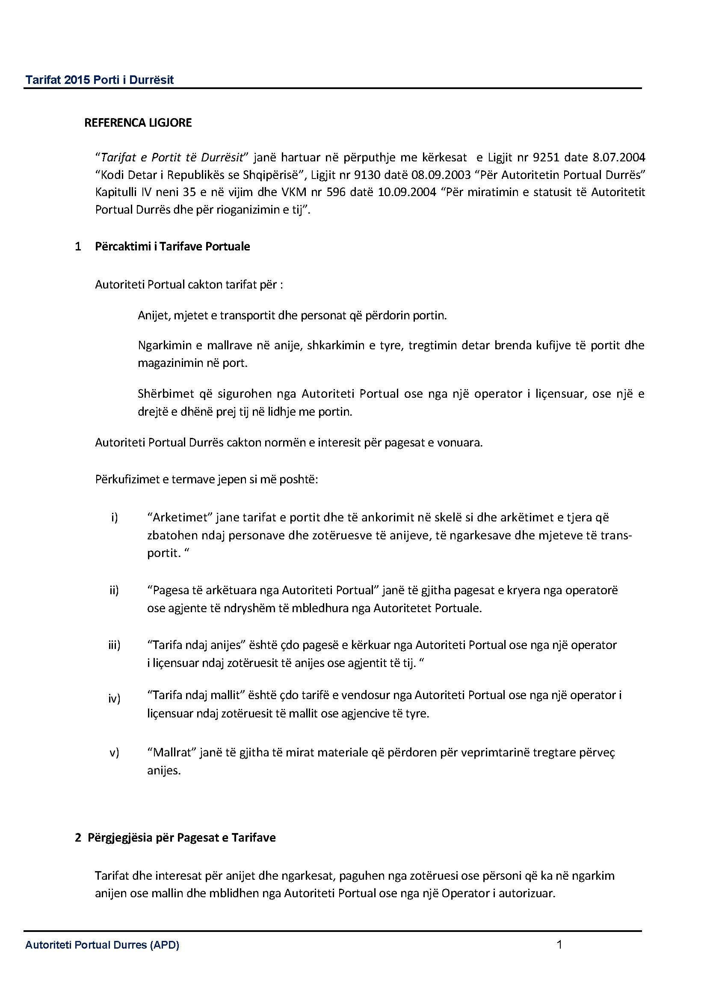 Tarifat 2015 Porti i Durrësit
REFERENCA LIGJORE
“Tarifat e Portit të Durrësit” janë hartuar në përputhje me kërkesat e Ligjit nr 9251 date 8.07.2004
“Kodi Detar i Republikës se Shqipërisë”, Ligjit nr 9130 datë 08.09.2003 “Për Autoritetin Portual Durrës”
Kapitulli IV neni 35 e në vijim dhe VKM nr 596 datë 10.09.2004 “Për miratimin e statusit të Autoritetit
Portual Durrës dhe për rioganizimin e tij”.
1 Përcaktimi i Tarifave Portuale
Autoriteti Portual cakton tarifat për :
Anijet, mjetet e transportit dhe personat që përdorin portin.
Ngarkimin e mallrave në anije, shkarkimin e tyre, tregtimin detar brenda kufijve të portit dhe
magazinimin në port.
Shërbimet që sigurohen nga Autoriteti Portual ose nga një operator i liçensuar, ose një e
drejtë e dhënë prej tij në lidhje me portin.
Autoriteti Portual Durrës cakton normën e interesit për pagesat e vonuara.
Përkufizimet e termave jepen si më poshtë:
i) “Arketimet” jane tarifat e portit dhe të ankorimit në skelë si dhe arkëtimet e tjera që
zbatohen ndaj personave dhe zotëruesve të anijeve, të ngarkesave dhe mjeteve të trans-
portit. “
ii) “Pagesa të arkëtuara nga Autoriteti Portual” janë të gjitha pagesat e kryera nga operatorë
ose agjente të ndryshëm të mbledhura nga Autoritetet Portuale.
iii) “Tarifa ndaj anijes” është çdo pagesë e kërkuar nga Autoriteti Portual ose nga një operator
i liçensuar ndaj zotëruesit të anijes ose agjentit të tij. “
iv) “Tarifa ndaj mallit” është çdo tarifë e vendosur nga Autoriteti Portual ose nga një operator i
liçensuar ndaj zotëruesit të mallit ose agjencive të tyre.
v) “Mallrat” janë të gjitha të mirat materiale që përdoren për veprimtarinë tregtare përveç
anijes.
2 Përgjegjësia për Pagesat e Tarifave
Tarifat dhe interesat për anijet dhe ngarkesat, paguhen nga zotëruesi ose përsoni që ka në ngarkim
anijen ose mallin dhe mblidhen nga Autoriteti Portual ose nga një Operator i autorizuar.
Autoriteti Portual Durres (APD) 1